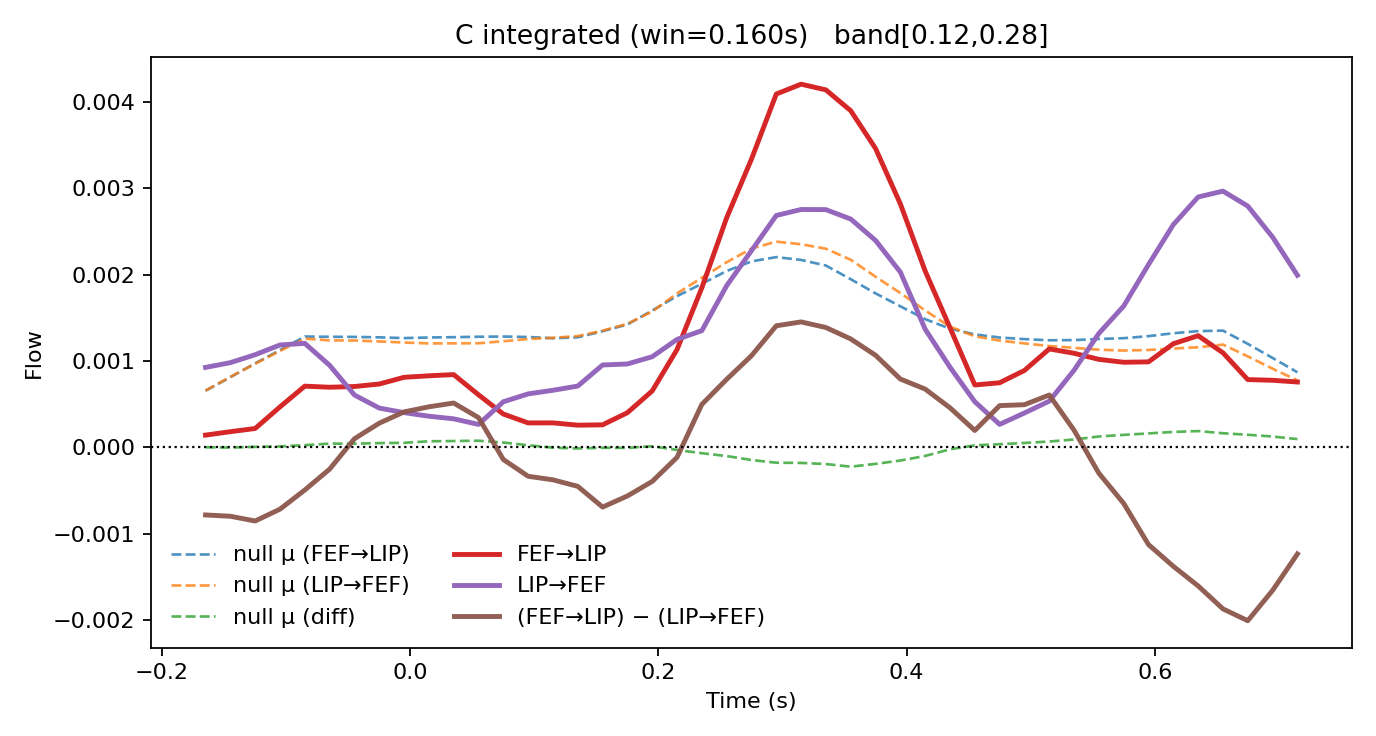 C integrated (win=0.160s)   band[0.12,0.28]
Flow
0.004
0.003
0.002
0.001
0.000
−0.001
−0.002
null μ (FEF→LIP)
null μ (LIP→FEF)
null μ (diff)
FEF→LIP
LIP→FEF
(FEF→LIP) − (LIP→FEF)
−0.2
0.0
0.2
0.4
0.6
Time (s)